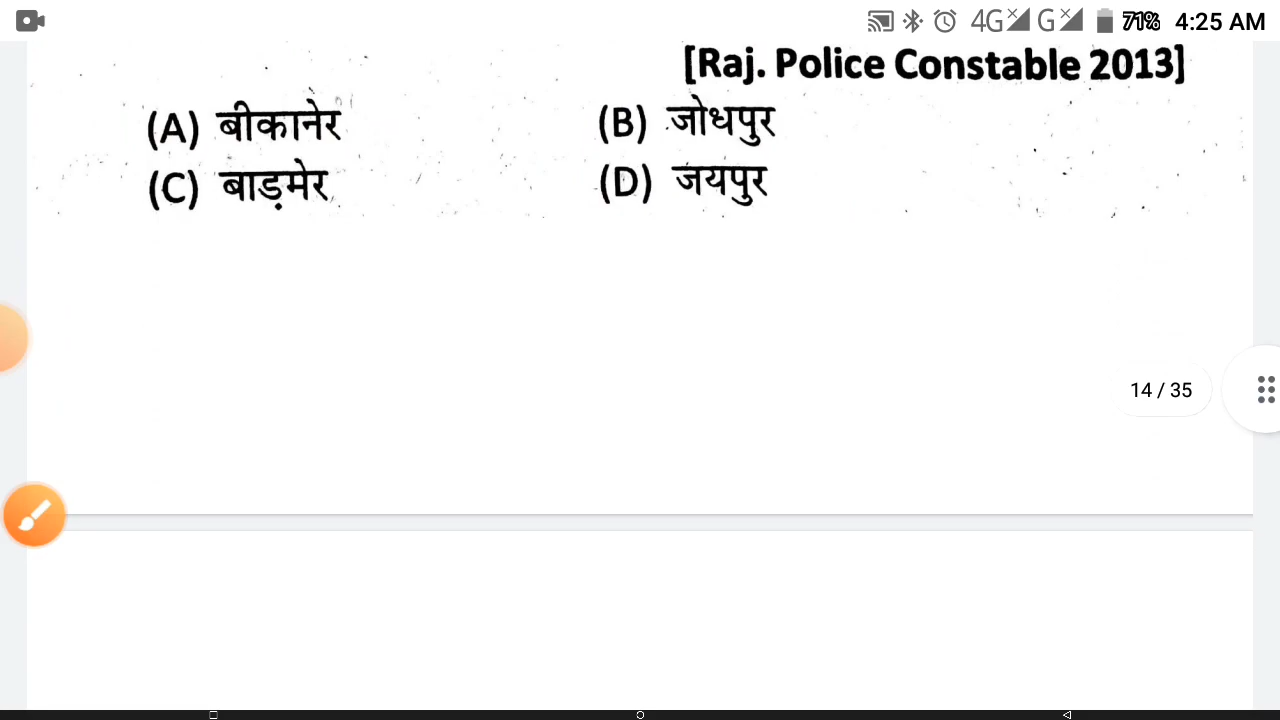 4G G 71% 4:25 AM
[Raj. Police Constable 2013]
(A) बीकानेर (B) जोधपुर
(C) बाड़मेर (D) जयपुर
14 / 35